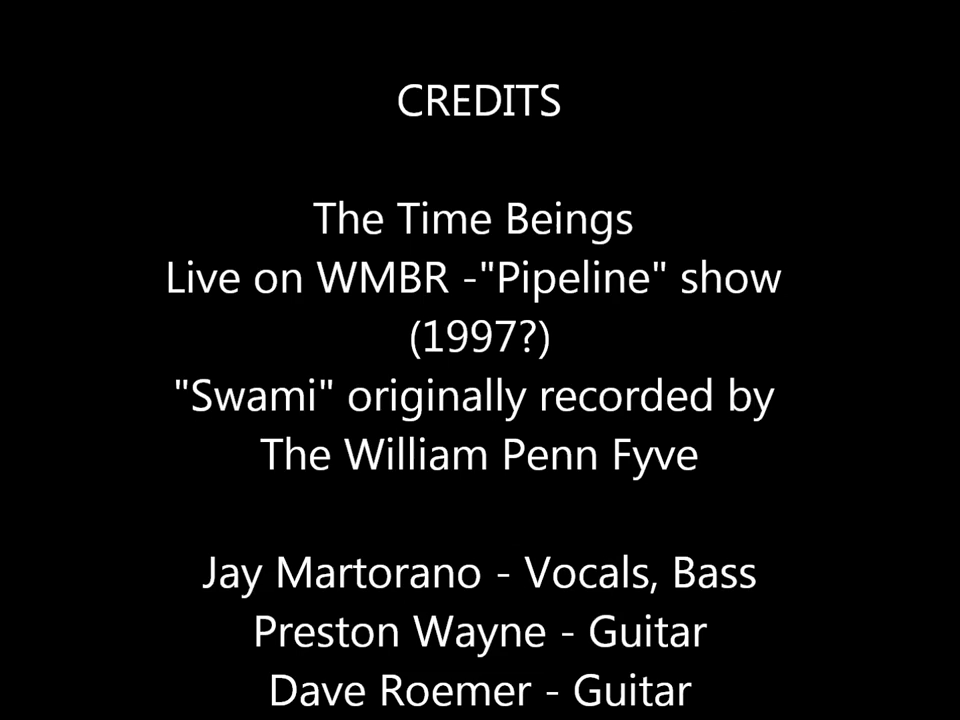 CREDITS
The Time Beings
Live on WMBR -"Pipeline" show
(1997?)
"Swami" originally recorded by
The William Penn Fyve
Jay Martorano - Vocals, Bass
Preston Wayne - Guitar
Dave Roemer - Guitar